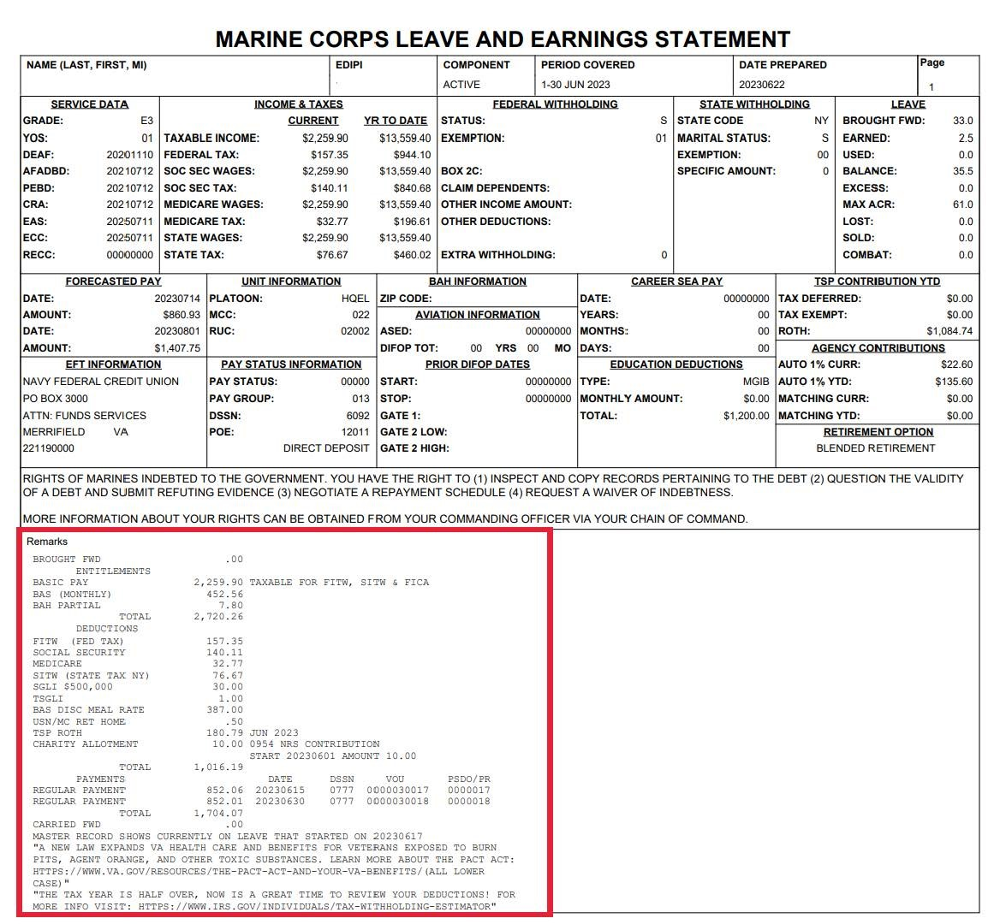 MARINE CORPS LEAVE AND EARNINGS STATEMENT
NAME (LAST, FIRST, MI) EDIPI COMPONENT PERIOD COVERED DATE PREPARED Page
ACTIVE 1-30 JUN 2023 20230622 1
SERVICE DATA
GRADE: E3
YOS: 01
DEAF: 20201110
AFADBD: 20210712
PEBD: 20210712
CRA: 20210712
EAS: 20250711
ECC: 20250711
RECC: 00000000
INCOME & TAXES
CURRENT YR TO DATE
TAXABLE INCOME: $2,259.90 $13,559.40
FEDERAL TAX: $157.35 $944.10
SOC SEC WAGES: $2,259.90 $13,559.40
SOC SEC TAX: $140.11 $840.68
MEDICARE WAGES: $2,259.90 $13,559.40
MEDICARE TAX: $32.77 $196.61
STATE WAGES: $2,259.90 $13,559.40
STATE TAX: $76.67 $460.02
FEDERAL WITHHOLDING
STATUS: S
EXEMPTION: 01
BOX 2C:
CLAIM DEPENDENTS:
OTHER INCOME AMOUNT:
OTHER DEDUCTIONS:
EXTRA WITHHOLDING: 0
STATE WITHHOLDING
STATE CODE NY
MARITAL STATUS: S
EXEMPTION: 00
SPECIFIC AMOUNT: 0
LEAVE
BROUGHT FWD: 33.0
EARNED: 2.5
USED: 0.0
BALANCE: 35.5
EXCESS: 0.0
MAX ACR: 61.0
LOST: 0.0
SOLD: 0.0
COMBAT: 0.0
FORECASTED PAY
DATE: 20230714
AMOUNT: $860.93
DATE: 20230801
AMOUNT: $1,407.75
UNIT INFORMATION
PLATOON: HQEL
MCC: 022
RUC: 02002
BAH INFORMATION
ZIP CODE:
AVIATION INFORMATION
ASED: 00000000
DIFOP TOT: 00 YRS 00 MO
CAREER SEA PAY
DATE: 00000000
YEARS: 00
MONTHS: 00
DAYS: 00
TSP CONTRIBUTION YTD
TAX DEFERRED: $0.00
TAX EXEMPT: $0.00
ROTH: $1,084.74
EFT INFORMATION
NAVY FEDERAL CREDIT UNION
PO BOX 3000
ATTN: FUNDS SERVICES
MERRIFIELD VA
221190000
PAY STATUS INFORMATION
PAY STATUS: 00000
PAY GROUP: 013
DSSN: 6092
POE: 12011
DIRECT DEPOSIT
PRIOR DIFOP DATES
START: 00000000
STOP: 00000000
GATE 1:
GATE 2 LOW:
GATE 2 HIGH:
EDUCATION DEDUCTIONS
TYPE: MGIB
MONTHLY AMOUNT: $0.00
TOTAL: $1,200.00
AGENCY CONTRIBUTIONS
AUTO 1% CURR: $22.60
AUTO 1% YTD: $135.60
MATCHING CURR: $0.00
MATCHING YTD: $0.00
RETIREMENT OPTION
BLENDED RETIREMENT
RIGHTS OF MARINES INDEBTED TO THE GOVERNMENT. YOU HAVE THE RIGHT TO (1) INSPECT AND COPY RECORDS PERTAINING TO THE DEBT (2) QUESTION THE VALIDITY
OF A DEBT AND SUBMIT REFUTING EVIDENCE (3) NEGOTIATE A REPAYMENT SCHEDULE (4) REQUEST A WAIVER OF INDEBTNESS.
MORE INFORMATION ABOUT YOUR RIGHTS CAN BE OBTAINED FROM YOUR COMMANDING OFFICER VIA YOUR CHAIN OF COMMAND.
Remarks
BROUGHT FWD .00
ENTITLEMENTS
BASIC PAY 2,259.90 TAXABLE FOR FITW, SITW & FICA
BAS (MONTHLY) 452.56
BAH PARTIAL 7.80
TOTAL 2,720.26
DEDUCTIONS
FITW (FED TAX) 157.35
SOCIAL SECURITY 140.11
MEDICARE 32.77
SITW (STATE TAX NY) 76.67
SGLI $500,000 30.00
TSGLI 1.00
BAS DISC MEAL RATE 387.00
USN/MC RET HOME .50
TSP ROTH 180.79 JUN 2023
CHARITY ALLOTMENT 10.00 0954 NRS CONTRIBUTION
START 20230601 AMOUNT 10.00
TOTAL 1,016.19
PAYMENTS DATE DSSN VOU PSDO/PR
REGULAR PAYMENT 852.06 20230615 0777 0000030017 0000017
REGULAR PAYMENT 852.01 20230630 0777 0000030018 0000018
TOTAL 1,704.07
CARRIED FWD .00
MASTER RECORD SHOWS CURRENTLY ON LEAVE THAT STARTED ON 20230617
"A NEW LAW EXPANDS VA HEALTH CARE AND BENEFITS FOR VETERANS EXPOSED TO BURN
PITS, AGENT ORANGE, AND OTHER TOXIC SUBSTANCES. LEARN MORE ABOUT THE PACT ACT:
HTTPS://WWW.VA.GOV/RESOURCES/THE-PACT-ACT-AND-YOUR-VA-BENEFITS/(ALL LOWER
CASE)"
"THE TAX YEAR IS HALF OVER, NOW IS A GREAT TIME TO REVIEW YOUR DEDUCTIONS! FOR
MORE INFO VISIT: HTTPS://WWW.IRS.GOV/INDIVIDUALS/TAX-WITHHOLDING-ESTIMATOR"